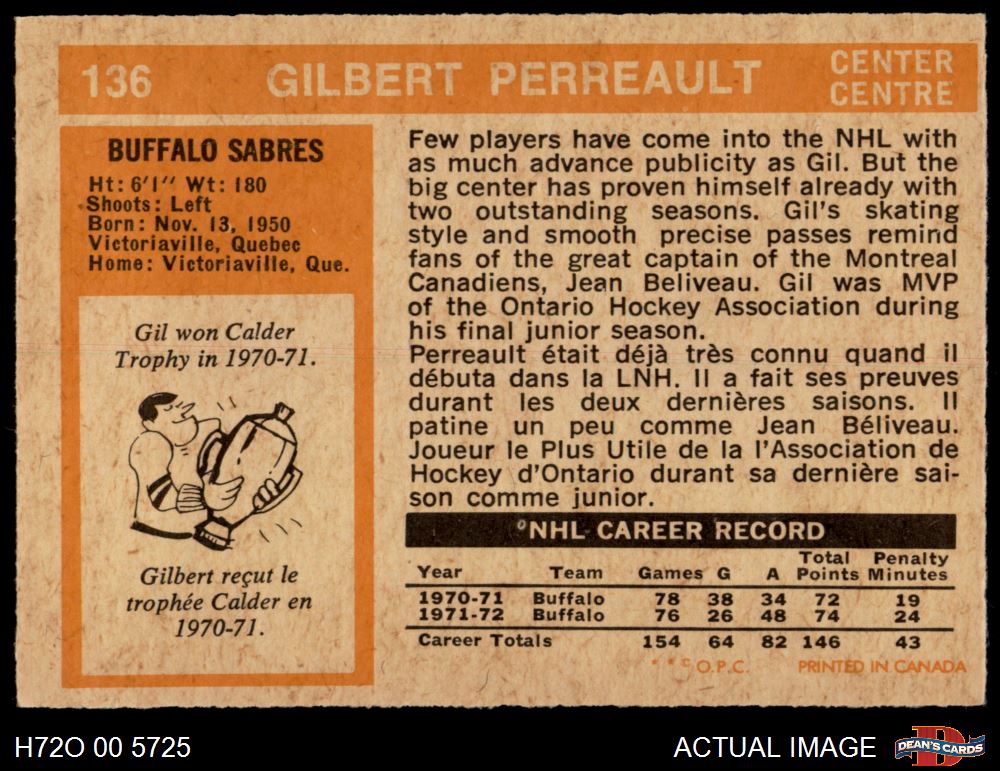 136 GILBERT PERREAULT CENTER
CENTRE
BUFFALO SABRES
Ht: 6'1" Wt: 180
Shoots: Left
Born: Nov. 13, 1950
Victoriaville, Quebec
Home: Victoriaville, Que.
Gil won Calder
Trophy in 1970-71.
Gilbert reçut le
trophée Calder en
1970-71.
Few players have come into the NHL with
as much advance publicity as Gil. But the
big center has proven himself already with
two outstanding seasons. Gil's skating
style and smooth precise passes remind
fans of the great captain of the Montreal
Canadiens, Jean Beliveau. Gil was MVP
of the Ontario Hockey Association during
his final junior season.
Perreault était déjà très connu quand il
débuta dans la LNH. Il a fait ses preuves
durant les deux dernières saisons. Il
patine un peu comme Jean Béliveau.
Joueur le Plus Utile de la l'Association de
Hockey d'Ontario durant sa dernière sai-
son comme junior.
NHL CAREER RECORD
Year Team Games G A Total Points Penalty Minutes
1970-71 Buffalo 78 38 34 72 19
1971-72 Buffalo 76 26 48 74 24
Career Totals 154 64 82 146 43
* * © O.P.C. PRINTED IN CANADA
H72O 00 5725 ACTUAL IMAGE D DEAN'S CARDS